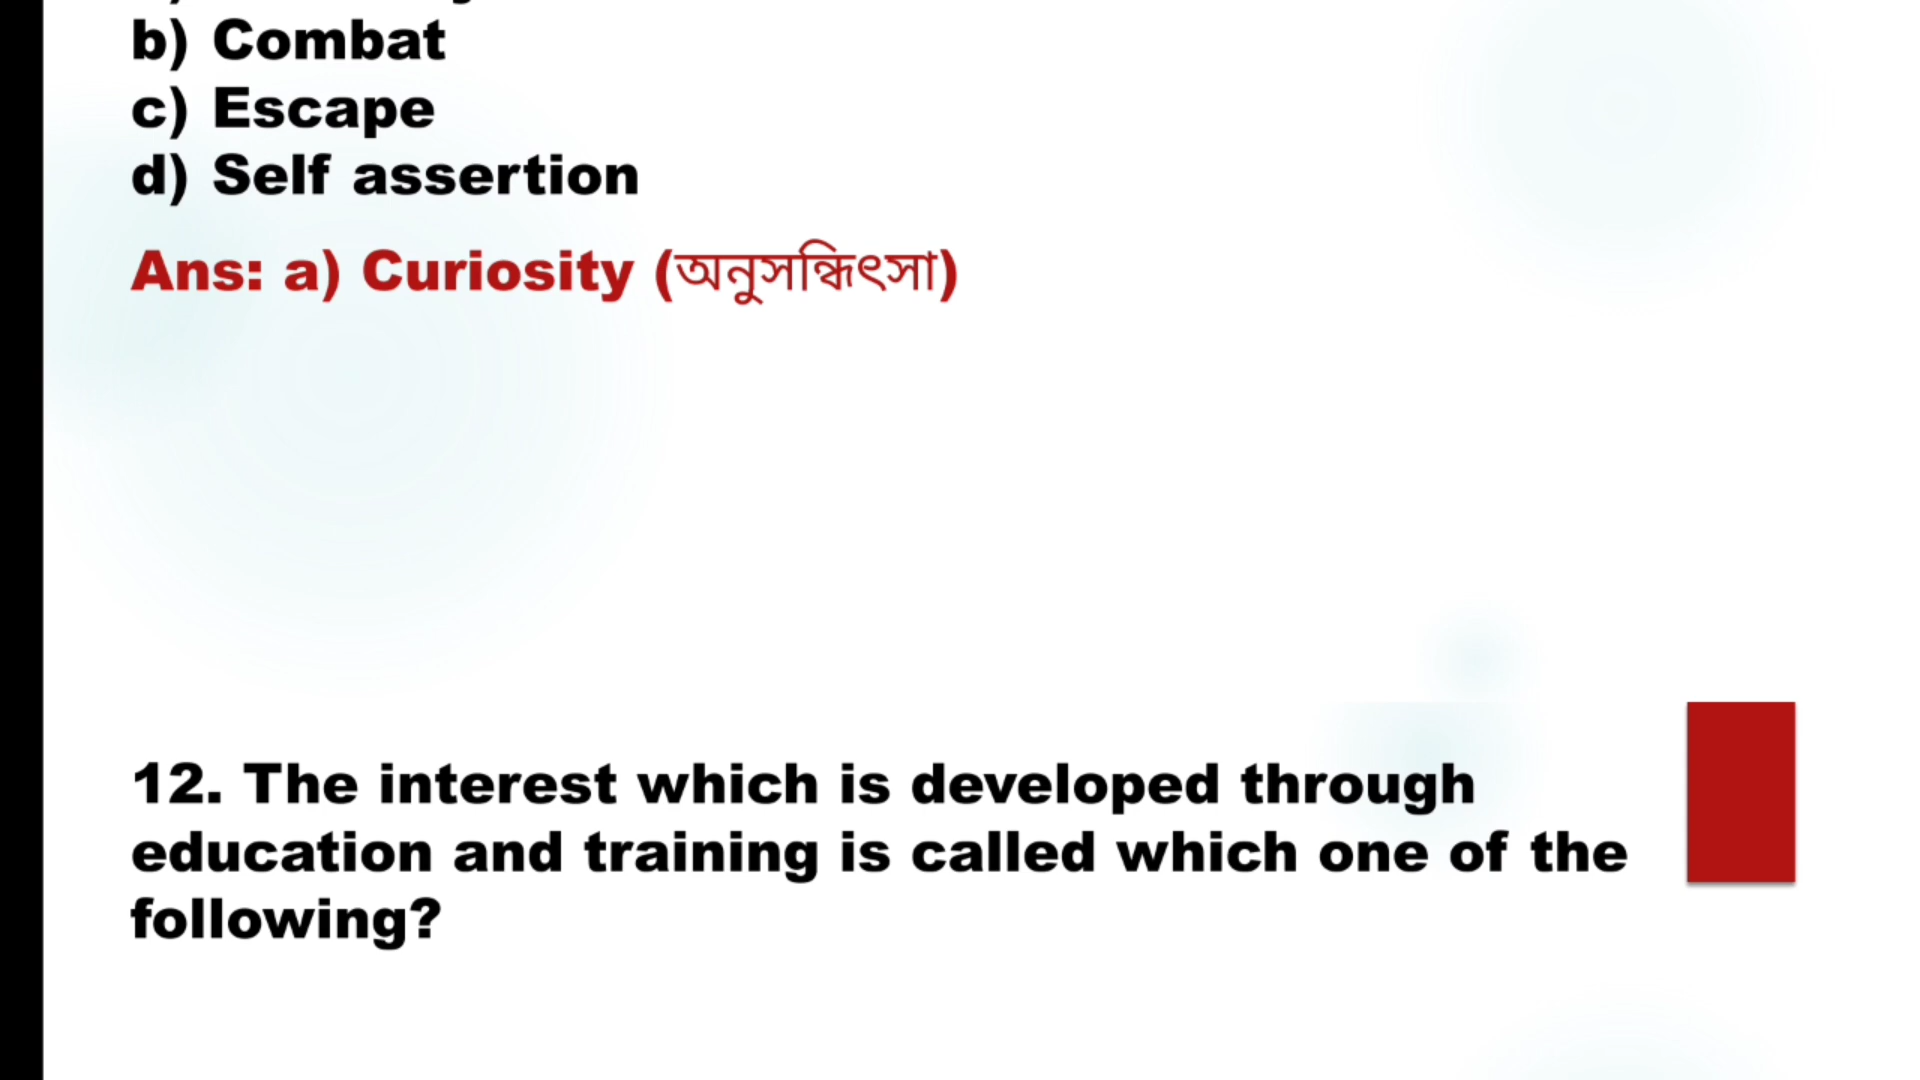 b) Combat
c) Escape
d) Self assertion
Ans: a) Curiosity (অনুসন্ধিৎসা)
12. The interest which is developed through
education and training is called which one of the
following?